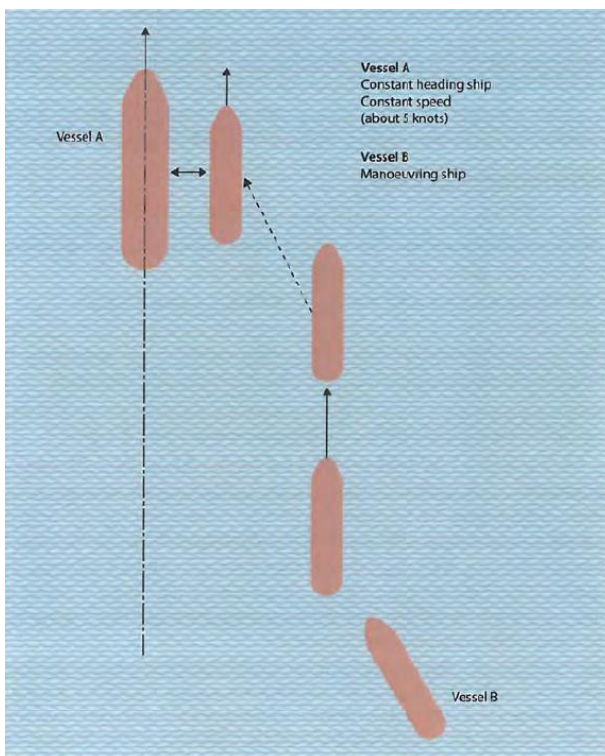 Vessel A
Constant heading ship
Constant speed
(about 5 knots)
Vessel A
Vessel B
Manoeuvring ship
Vessel B